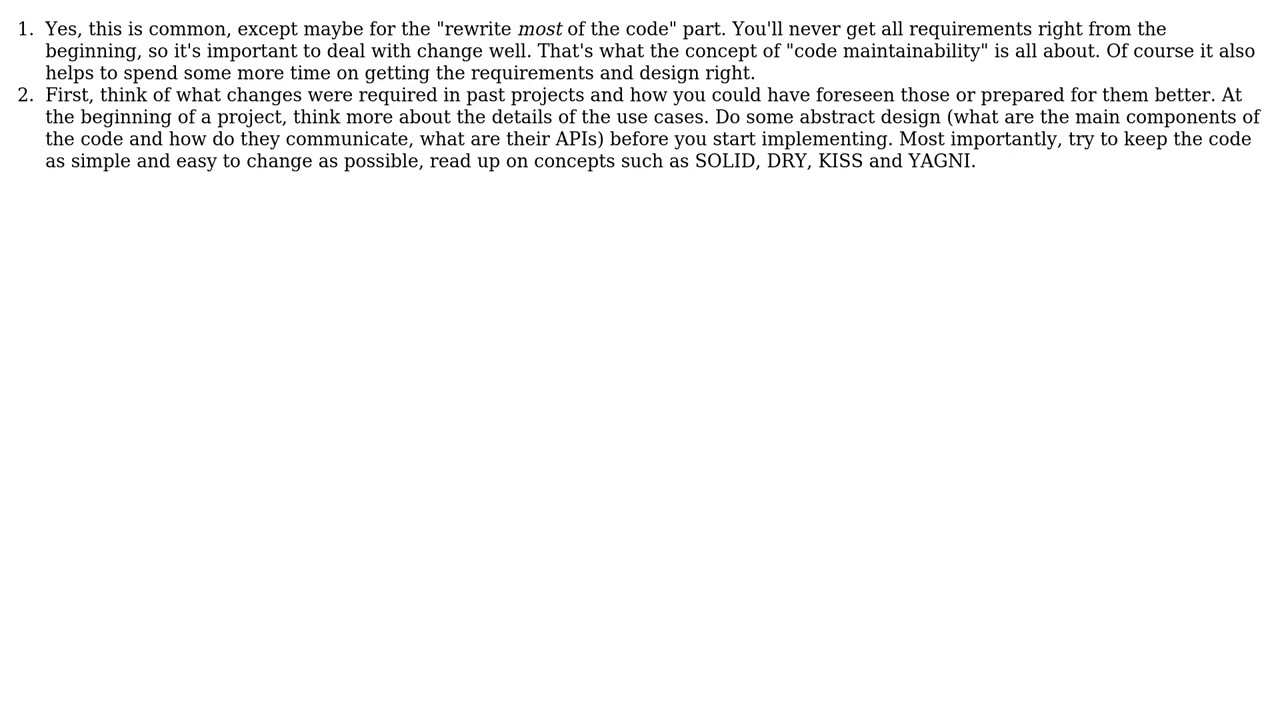 1. Yes, this is common, except maybe for the "rewrite most of the code" part. You'll never get all requirements right from the
beginning, so it's important to deal with change well. That's what the concept of "code maintainability" is all about. Of course it also
helps to spend some more time on getting the requirements and design right.
2. First, think of what changes were required in past projects and how you could have foreseen those or prepared for them better. At
the beginning of a project, think more about the details of the use cases. Do some abstract design (what are the main components of
the code and how do they communicate, what are their APIs) before you start implementing. Most importantly, try to keep the code
as simple and easy to change as possible, read up on concepts such as SOLID, DRY, KISS and YAGNI.